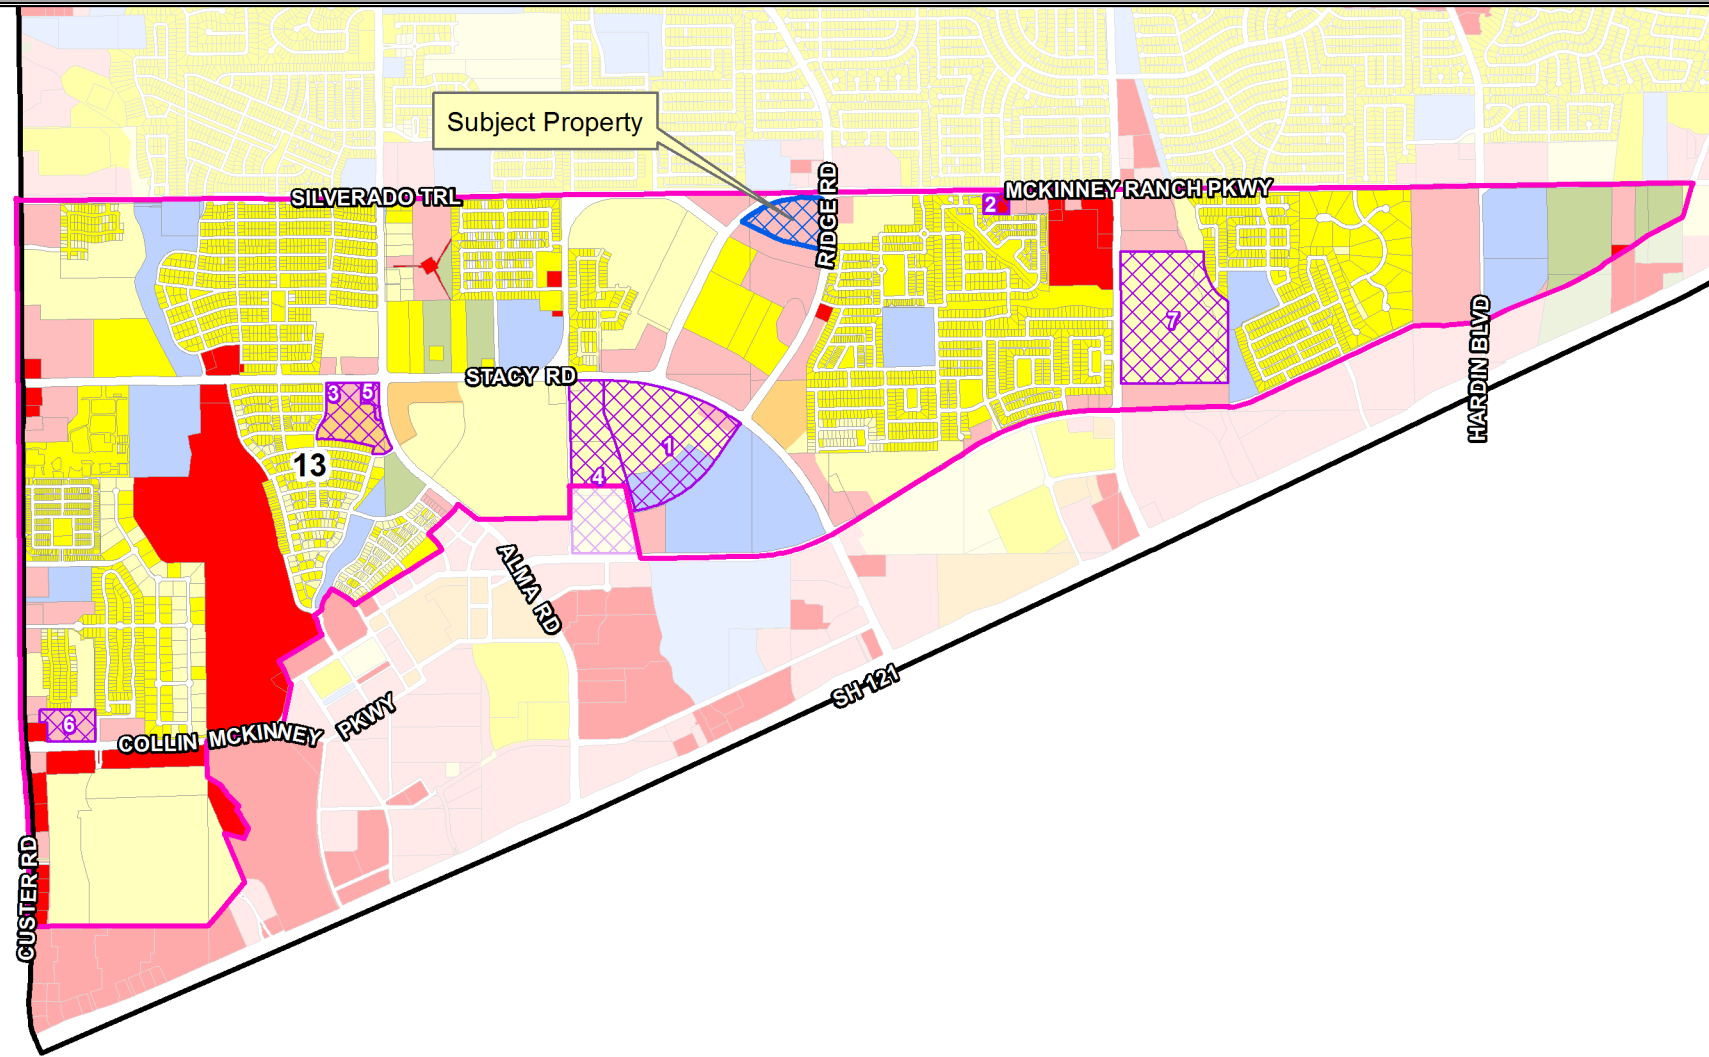 Subject Property
SILVERADO TRL
RIDGE RD
MCKINNEY RANCH PKWY
2
7
HARDIN BLVD
STACY RD
3
5
1
4
13
ALMA RD
SH 121
6
COLLIN MCKINNEY PKWY
CUSTER RD